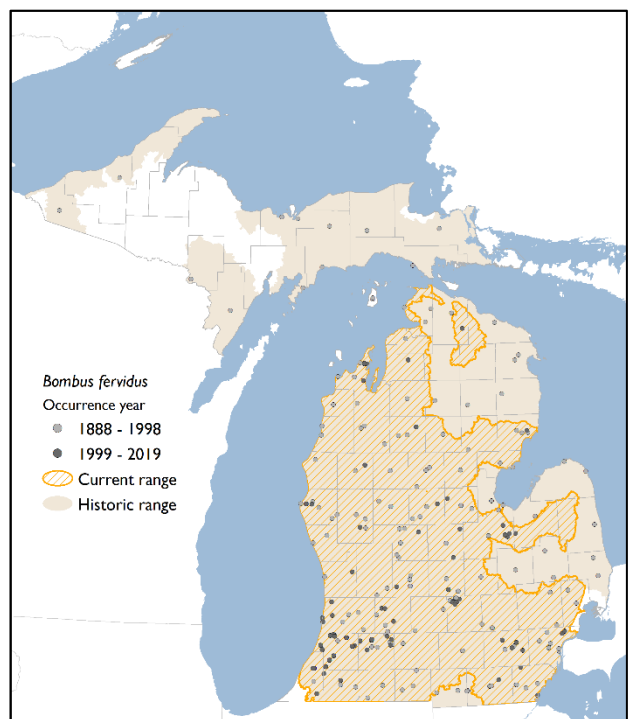 Bombus fervidus
Occurrence year
1888 - 1998
1999 - 2019
Current range
Historic range